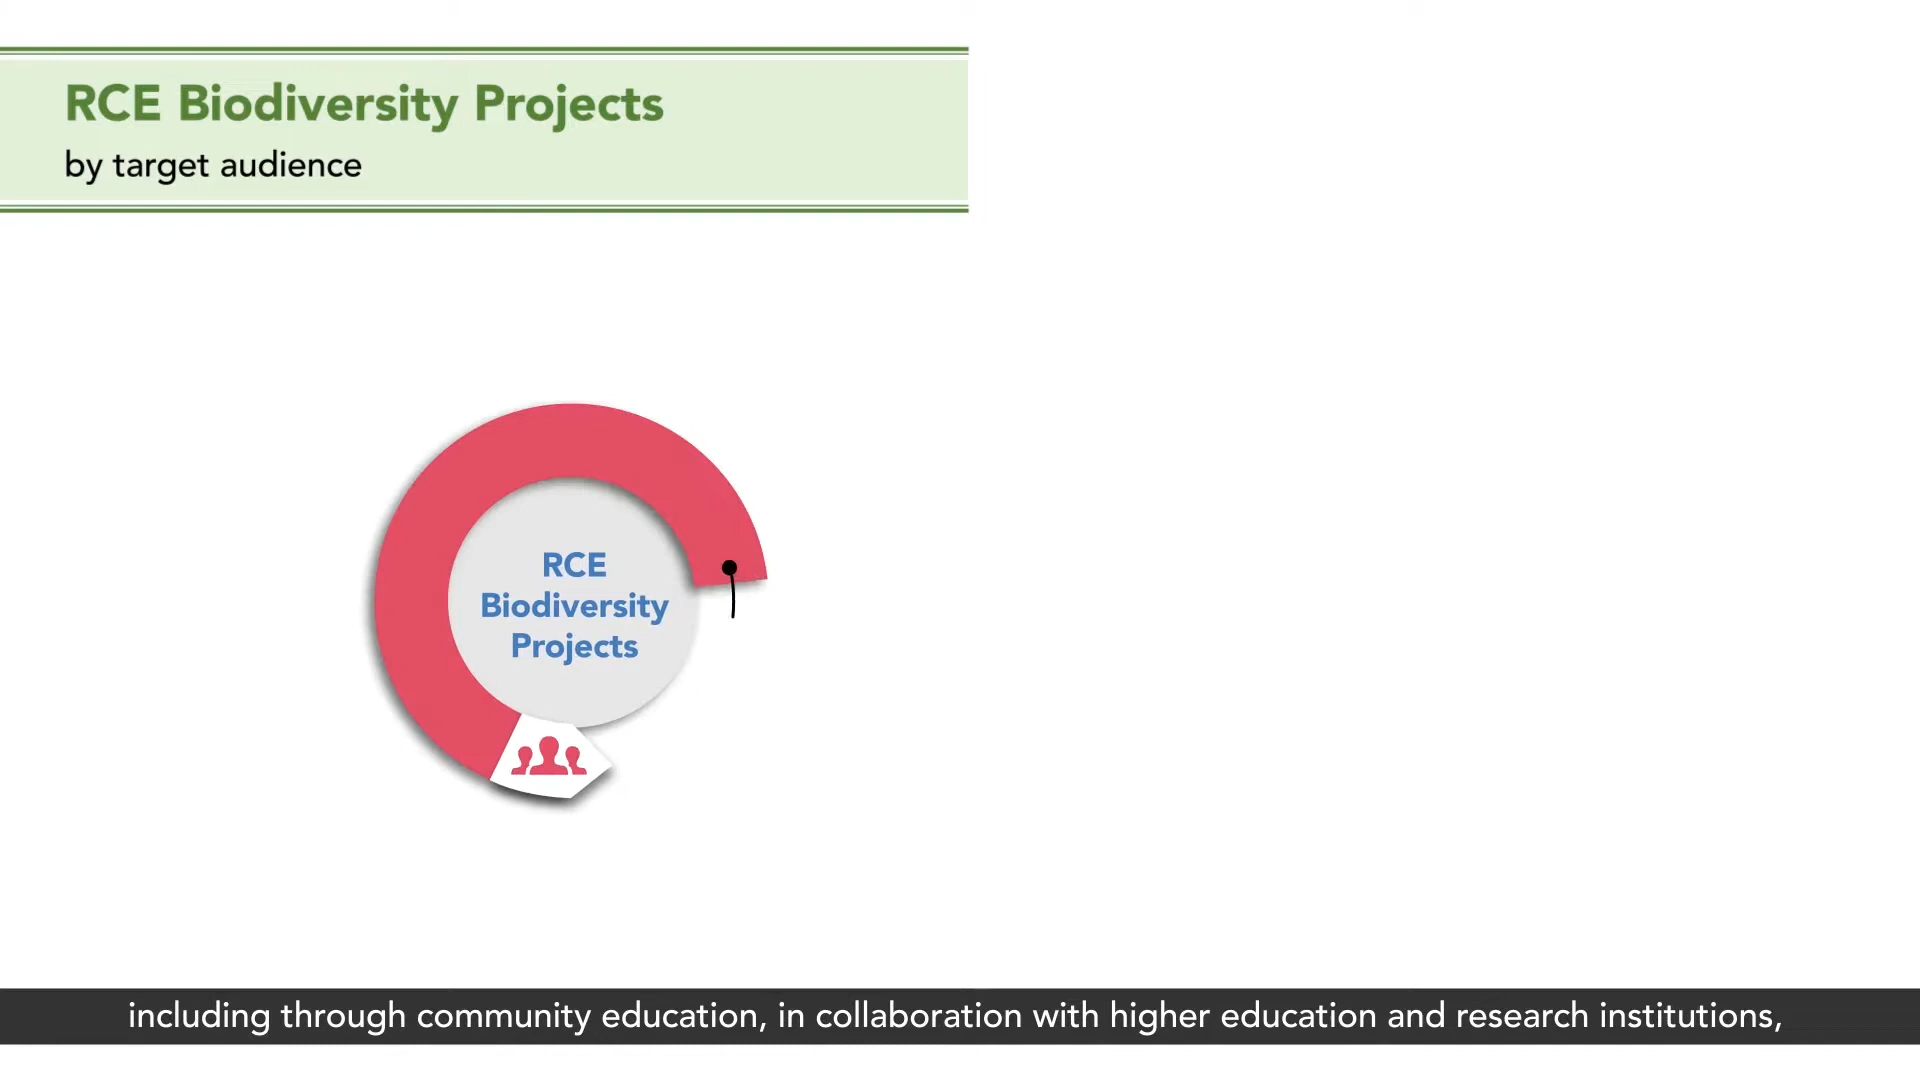 RCE Biodiversity Projects
by target audience
RCE
Biodiversity
Projects
including through community education, in collaboration with higher education and research institutions,